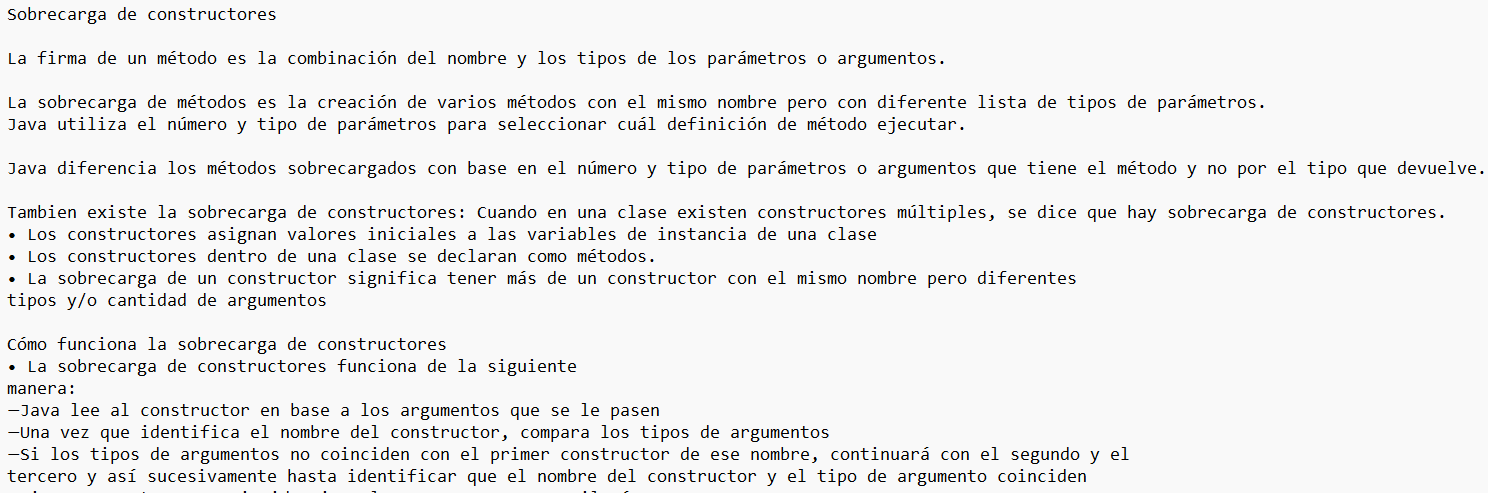 Sobrecarga de constructores
La firma de un método es la combinación del nombre y los tipos de los parámetros o argumentos.
La sobrecarga de métodos es la creación de varios métodos con el mismo nombre pero con diferente lista de tipos de parámetros.
Java utiliza el número y tipo de parámetros para seleccionar cuál definición de método ejecutar.
Java diferencia los métodos sobrecargados con base en el número y tipo de parámetros o argumentos que tiene el método y no por el tipo que devuelve.
Tambien existe la sobrecarga de constructores: Cuando en una clase existen constructores múltiples, se dice que hay sobrecarga de constructores.
• Los constructores asignan valores iniciales a las variables de instancia de una clase
• Los constructores dentro de una clase se declaran como métodos.
• La sobrecarga de un constructor significa tener más de un constructor con el mismo nombre pero diferentes
tipos y/o cantidad de argumentos
Cómo funciona la sobrecarga de constructores
• La sobrecarga de constructores funciona de la siguiente
manera:
—Java lee al constructor en base a los argumentos que se le pasen
—Una vez que identifica el nombre del constructor, compara los tipos de argumentos
—Si los tipos de argumentos no coinciden con el primer constructor de ese nombre, continuará con el segundo y el
tercero y así sucesivamente hasta identificar que el nombre del constructor y el tipo de argumento coinciden